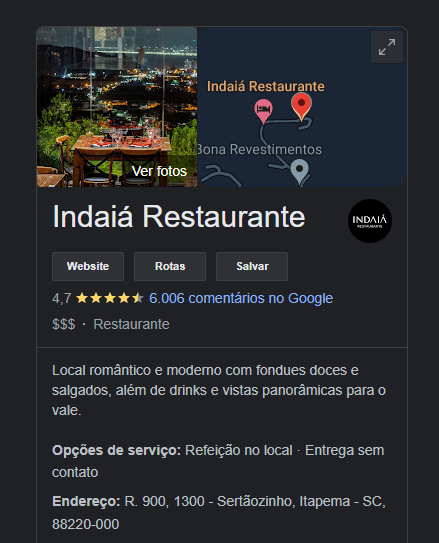 Indaiá Restaurante
Bona Revestimentos
Ver fotos
Indaiá Restaurante
INDAIÁ
RESTAURANTE
Website
Rotas
Salvar
4,7 6.006 comentários no Google
$$$ · Restaurante
Local romântico e moderno com fondues doces e
salgados, além de drinks e vistas panorâmicas para o
vale.
Opções de serviço: Refeição no local · Entrega sem
contato
Endereço: R. 900, 1300 - Sertãozinho, Itapema - SC,
88220-000